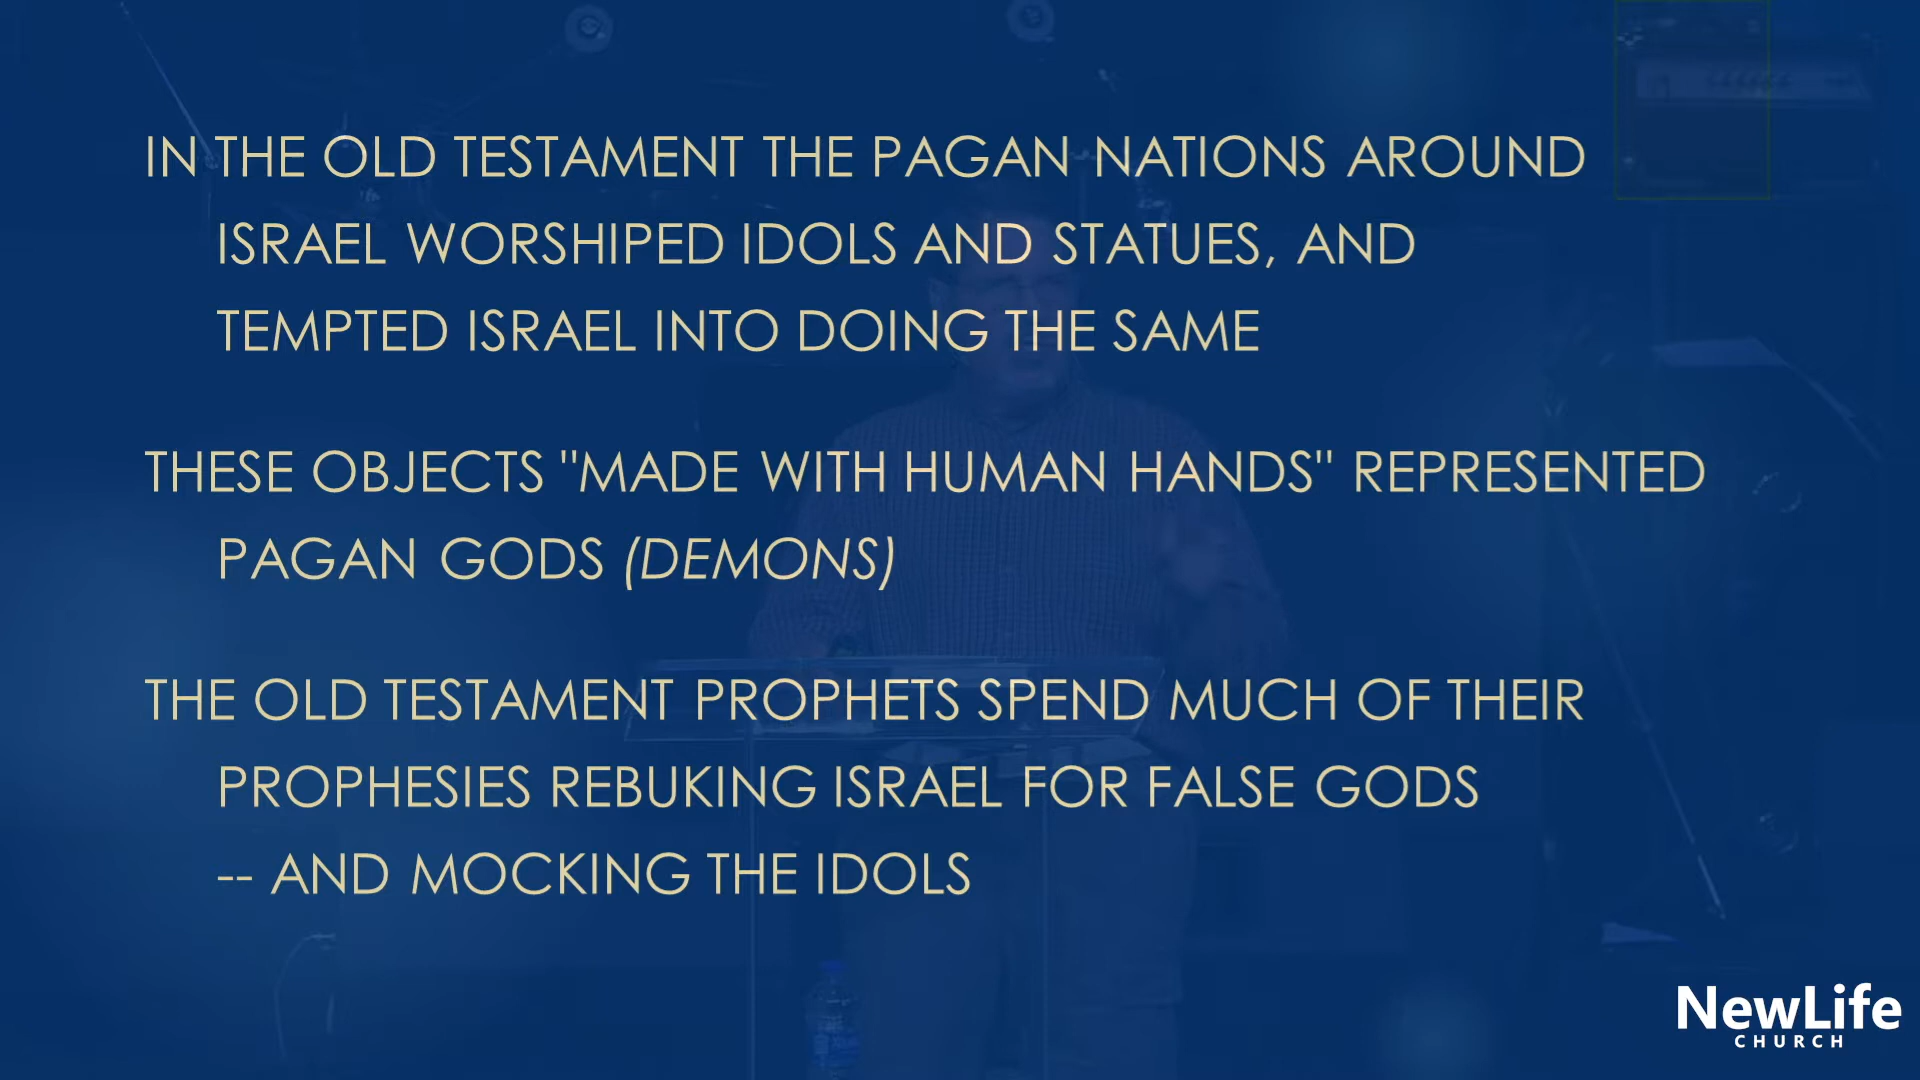 IN THE OLD TESTAMENT THE PAGAN NATIONS AROUND
ISRAEL WORSHIPED IDOLS AND STATUES, AND
TEMPTED ISRAEL INTO DOING THE SAME
THESE OBJECTS "MADE WITH HUMAN HANDS" REPRESENTED
PAGAN GODS (DEMONS)
THE OLD TESTAMENT PROPHETS SPEND MUCH OF THEIR
PROPHESIES REBUKING ISRAEL FOR FALSE GODS
-- AND MOCKING THE IDOLS
NewLife
CHURCH